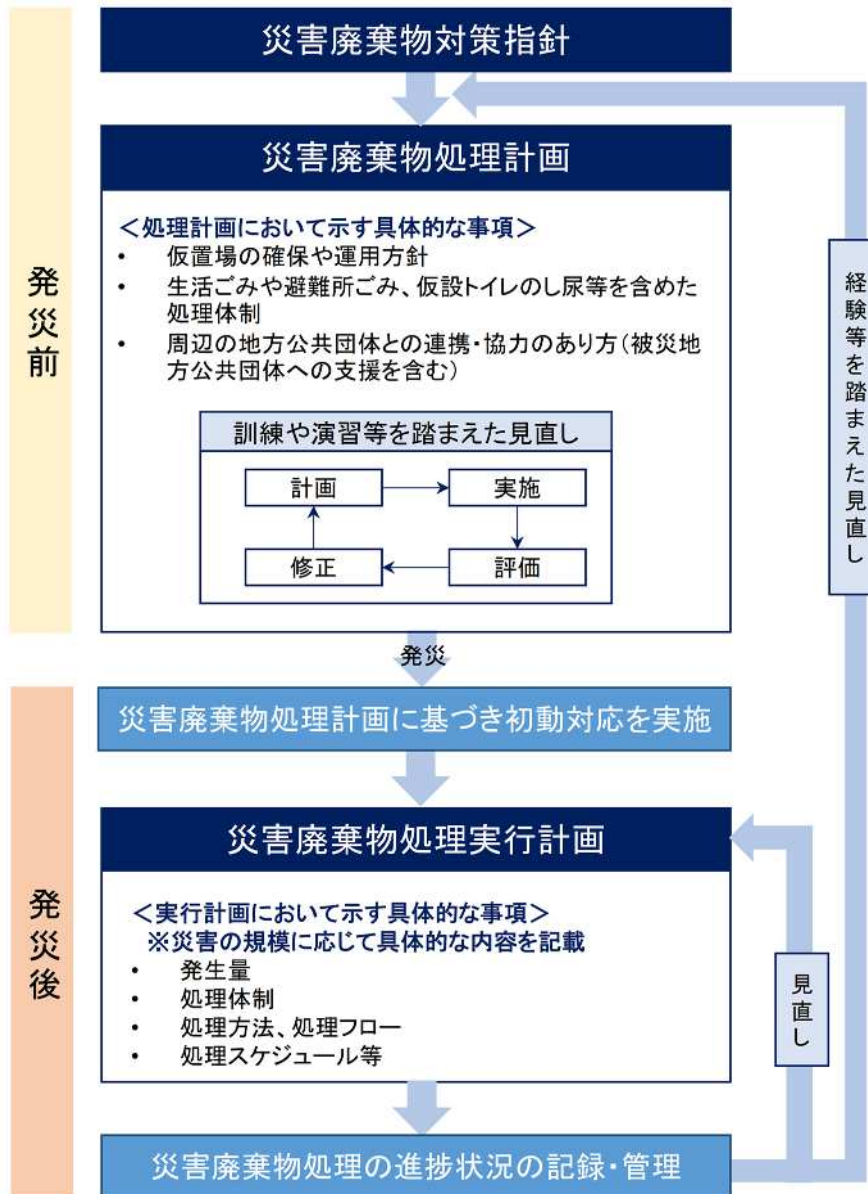 災害廃棄物対策指針
発災前
災害廃棄物処理計画
＜処理計画において示す具体的な事項＞
• 仮置場の確保や運用方針
• 生活ごみや避難所ごみ、仮設トイレのし尿等を含めた
処理体制
• 周辺の地方公共団体との連携・協力のあり方（被災地
方公共団体への支援を含む）
訓練や演習等を踏まえた見直し
計画
実施
修正
評価
経験等を踏まえた見直し
発災
発災後
災害廃棄物処理計画に基づき初動対応を実施
災害廃棄物処理実行計画
＜実行計画において示す具体的な事項＞
※災害の規模に応じて具体的な内容を記載
• 発生量
• 処理体制
• 処理方法、処理フロー
• 処理スケジュール等
見直し
災害廃棄物処理の進捗状況の記録・管理